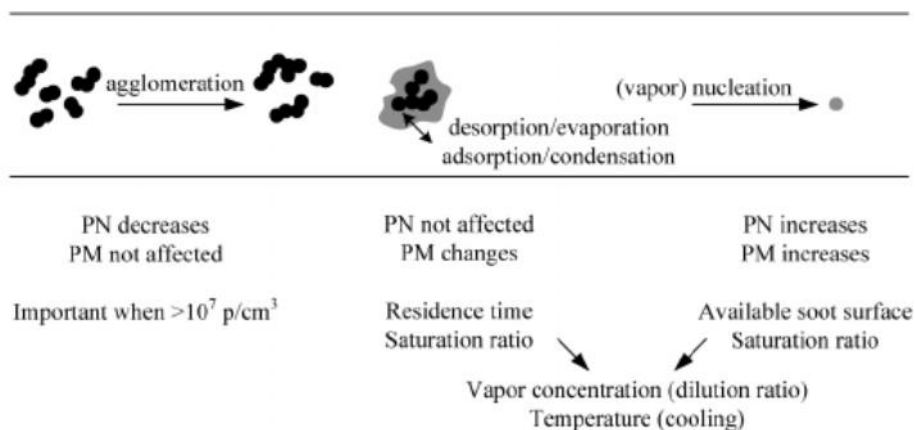 agglomeration
desorption/evaporation
adsorption/condensation
(vapor) nucleation
PN decreases
PM not affected
Important when >10⁷ p/cm³
PN not affected
PM changes
Residence time
Saturation ratio
PN increases
PM increases
Available soot surface
Saturation ratio
Vapor concentration (dilution ratio)
Temperature (cooling)